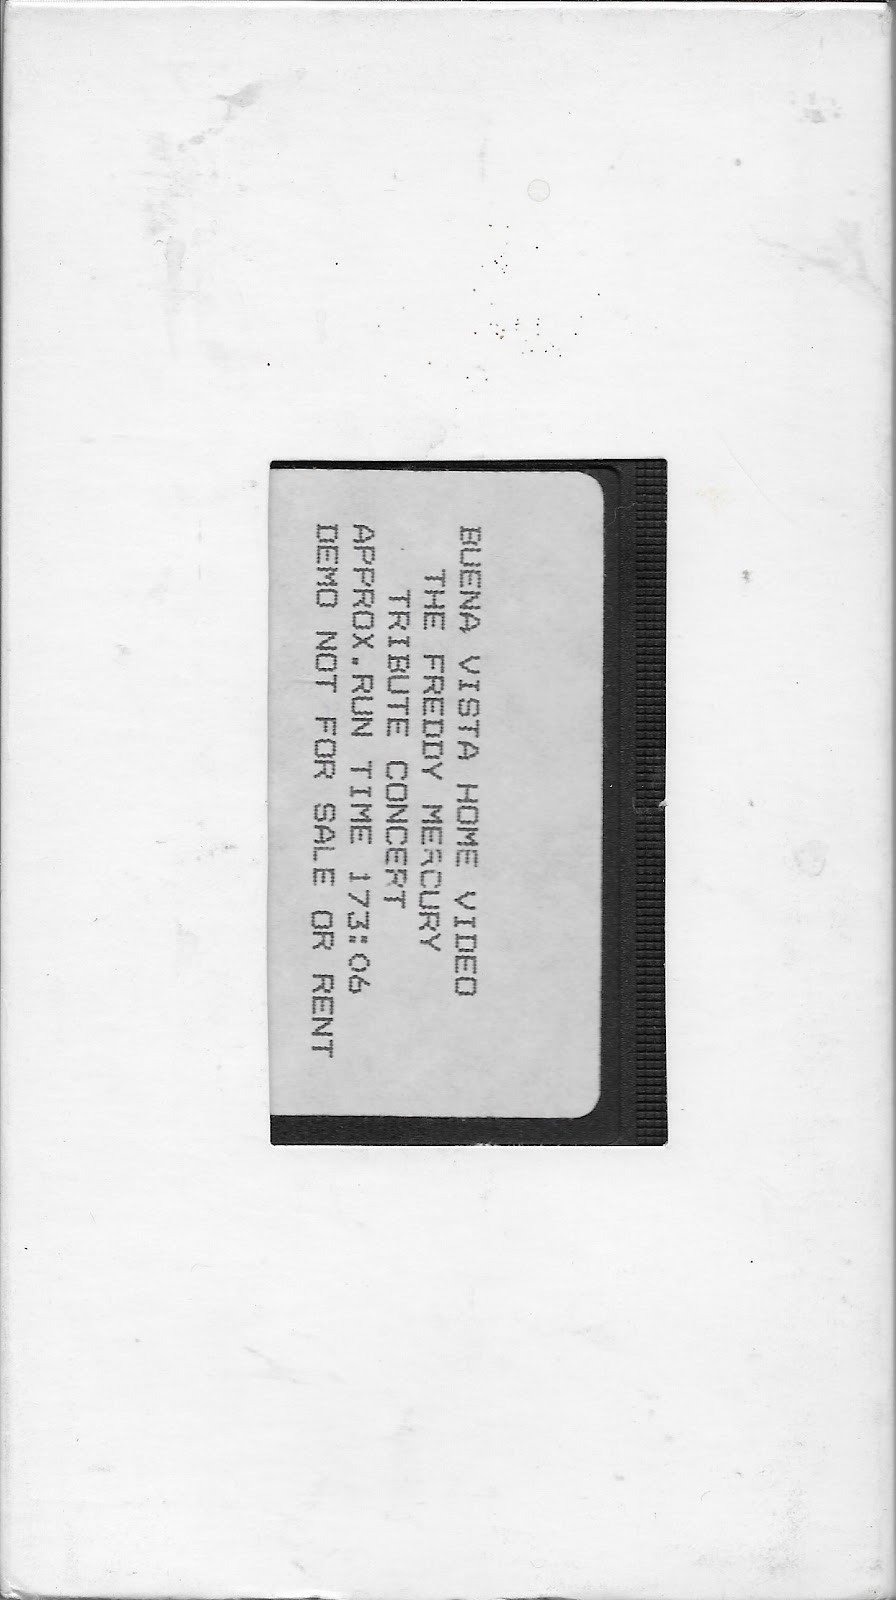 BUENA VISTA HOME VIDEO
THE FREDDY MERCURY
TRIBUTE CONCERT
APPROX.RUN TIME 173:06
DEMO NOT FOR SALE OR RENT